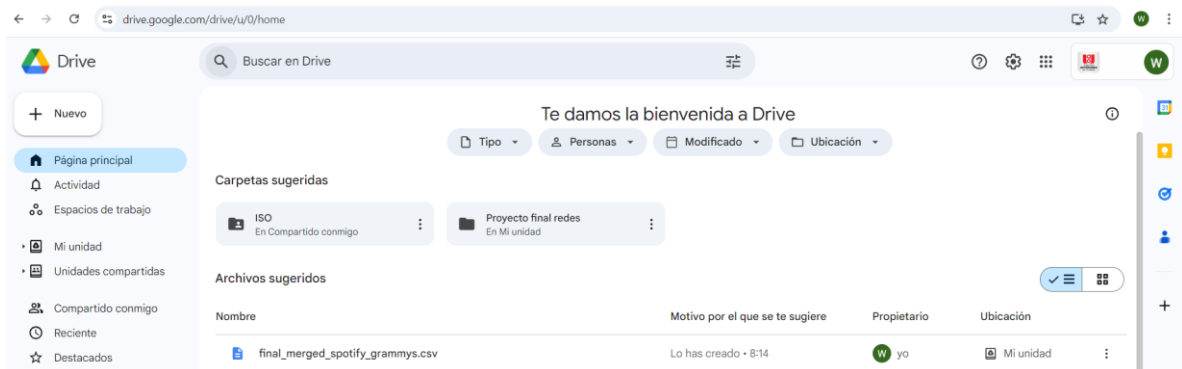 drive.google.com/drive/u/0/home
W
Drive
Buscar en Drive
W
Nuevo
Te damos la bienvenida a Drive
Tipo
Personas
Modificado
Ubicación
Página principal
Actividad
Espacios de trabajo
Mi unidad
Unidades compartidas
Compartido conmigo
Reciente
Destacados
Carpetas sugeridas
ISO
En Compartido conmigo
Proyecto final redes
En Mi unidad
Archivos sugeridos
Nombre Motivo por el que se te sugiere Propietario Ubicación
final_merged_spotify_grammys.csv Lo has creado • 8:14 W yo Mi unidad
31